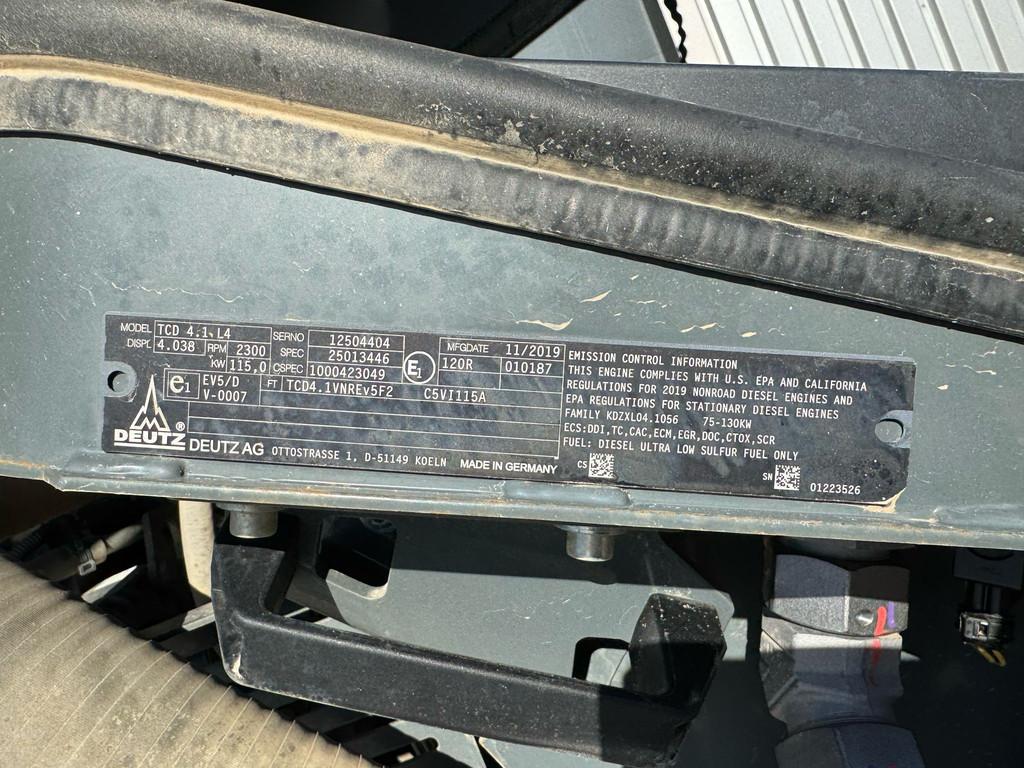 MODEL TCD 4.1 L4
DISPL 4.038 RPM 2300
KW 115,0
e1 EV5/D
V-0007
SERNO 12504404
SPEC 25013446
CSPEC 1000423049
FT TCD4.1VNREv5F2 C5VI115A
E1
MFGDATE 11/2019
120R 010187
DEUTZ ®
DEUTZ AG OTTOSTRASSE 1, D-51149 KOELN MADE IN GERMANY
EMISSION CONTROL INFORMATION
THIS ENGINE COMPLIES WITH U.S. EPA AND CALIFORNIA
REGULATIONS FOR 2019 NONROAD DIESEL ENGINES AND
EPA REGULATIONS FOR STATIONARY DIESEL ENGINES
FAMILY KDZXL04.1056 75-130KW
ECS:DDI,TC,CAC,ECM,EGR,DOC,CTOX,SCR
FUEL: DIESEL ULTRA LOW SULFUR FUEL ONLY
CS
SN 01223526